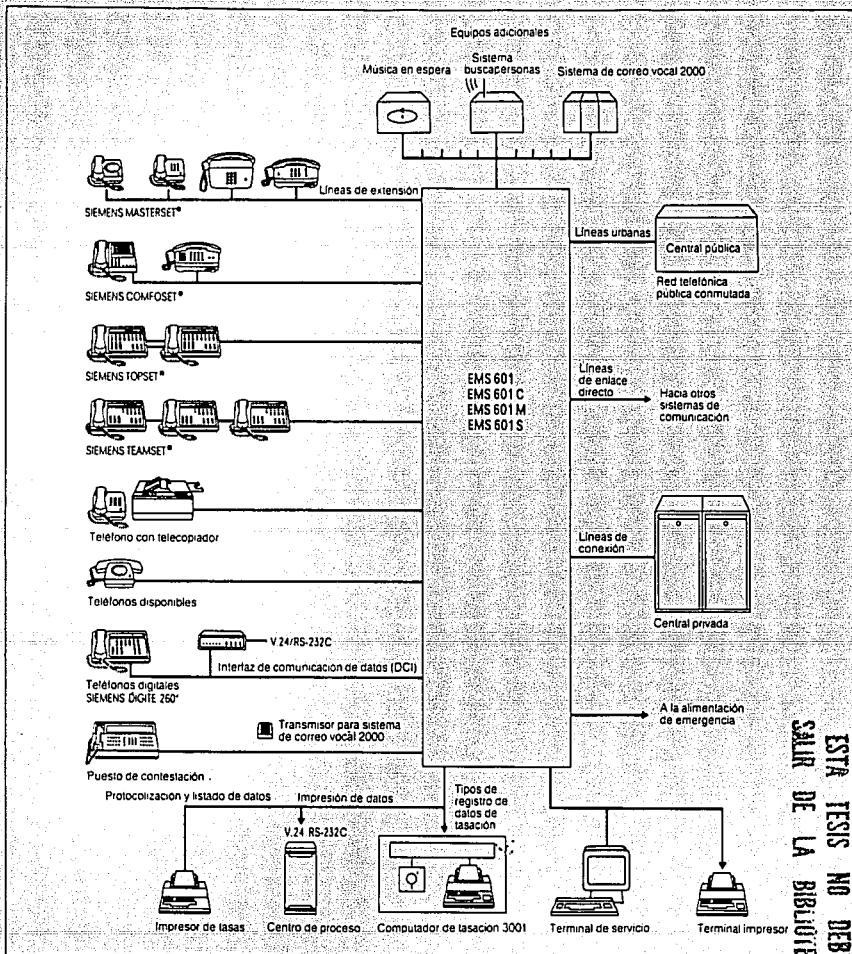 Equipos adicionales
Música en espera
Sistema
buscapersonas
Sistema de correo vocal 2000
Líneas de extensión
SIEMENS MASTERSET®
SIEMENS COMFOSET®
SIEMENS TOPSET®
SIEMENS TEAMSET®
Teléfono con telecopiador
Teléfonos disponibles
V.24/RS-232C
Interfaz de comunicación de datos (DCI)
Teléfonos digitales
SIEMENS DIGITE 260*
Transmisor para sistema
de correo vocal 2000
Puesto de contestación
EMS 601
EMS 601 C
EMS 601 M
EMS 601 S
Líneas urbanas
Central pública
Red telefónica
pública conmutada
Líneas
de enlace
directo
Hacia otros
sistemas de
comunicación
Líneas de
conexión
Central privada
A la alimentación
de emergencia
Protocolización y listado de datos
Impresión de datos
Tipos de
registro de
datos de
tasación
V.24 RS-232C
Impresor de tasas
Centro de proceso
Computador de tasación 3001
Terminal de servicio
Terminal impresor
ESTA TESIS NO DEB
SALIR DE LA BIBLIOTE